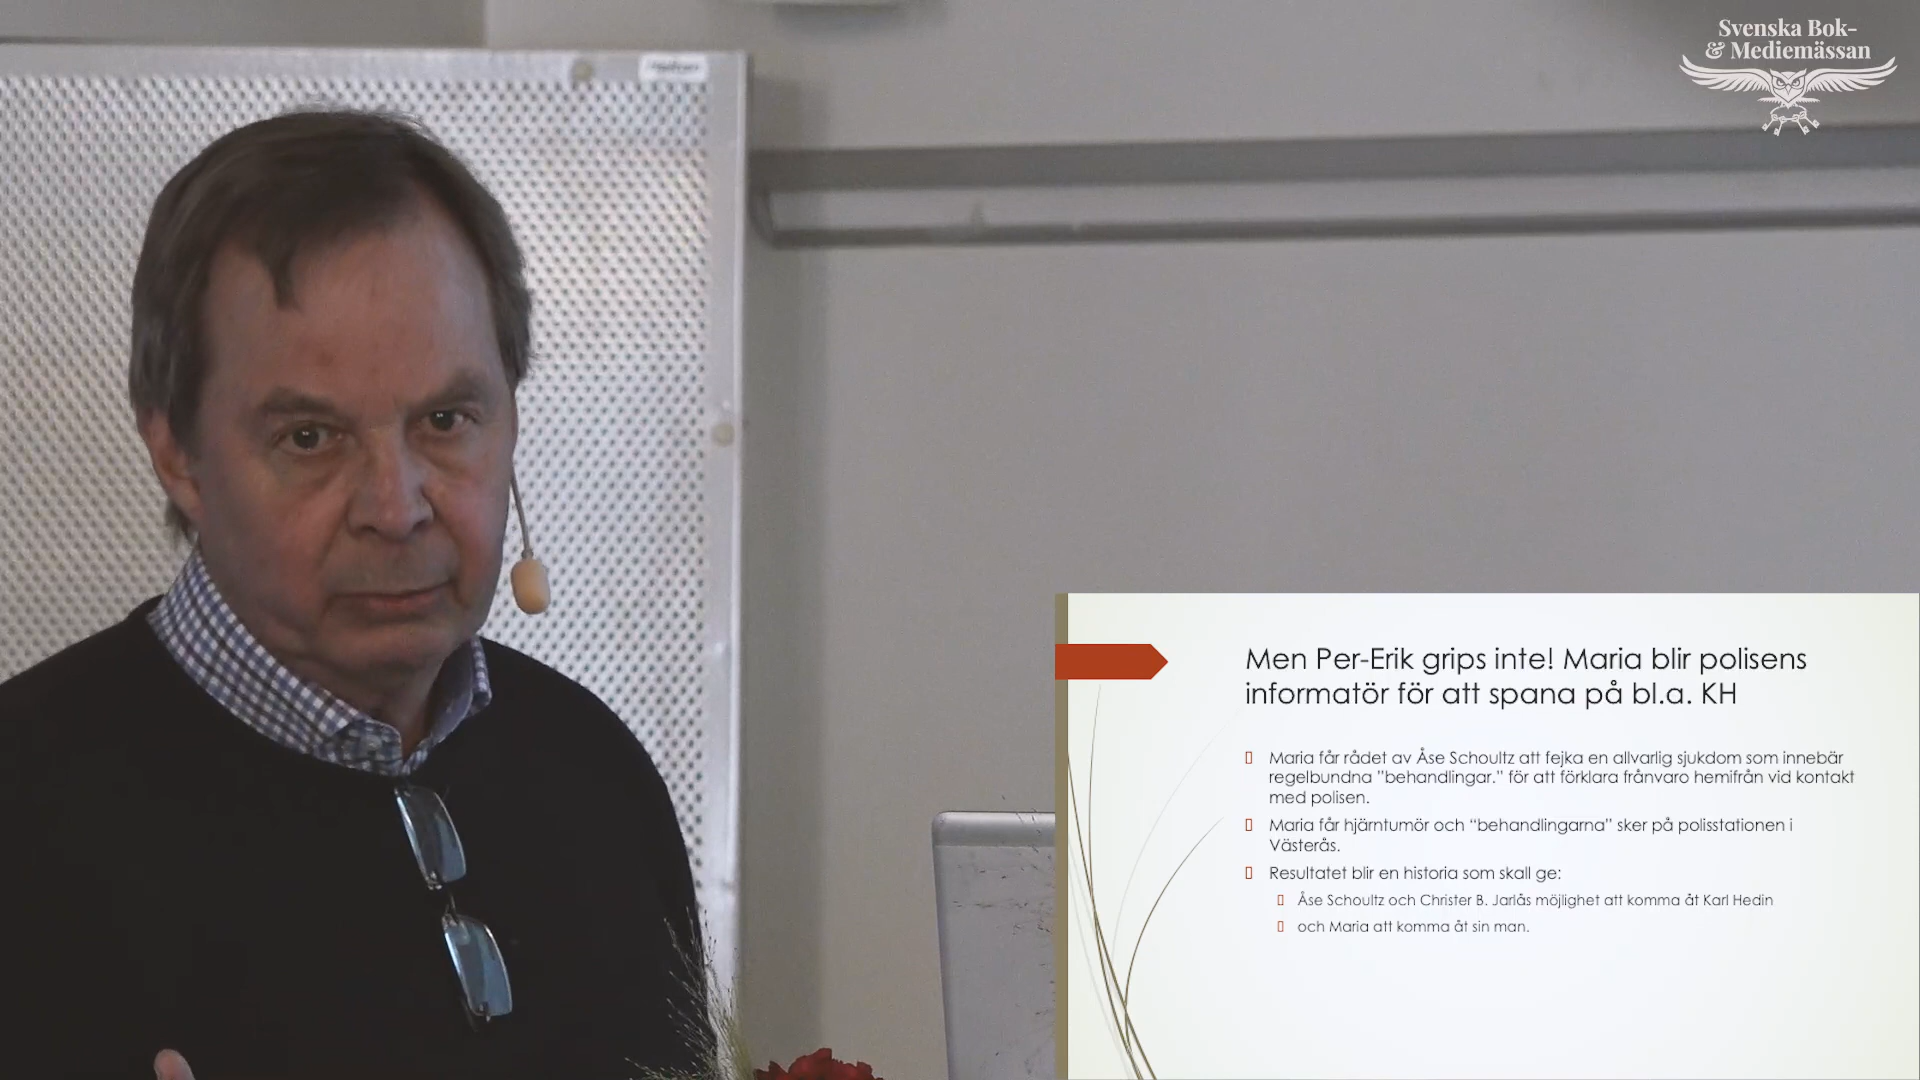 Svenska Bok-
& Mediemässan
Men Per-Erik grips inte! Maria blir polisens
informatör för att spana på bl.a. KH
Maria får rådet av Åse Schoultz att fejka en allvarlig sjukdom som innebär
regelbundna "behandlingar." för att förklara frånvaro hemifrån vid kontakt
med polisen.
Maria får hjärntumör och "behandlingarna" sker på polisstationen i
Västerås.
Resultatet blir en historia som skall ge:
Åse Schoultz och Christer B. Jarlås möjlighet att komma åt Karl Hedin
och Maria att komma åt sin man.